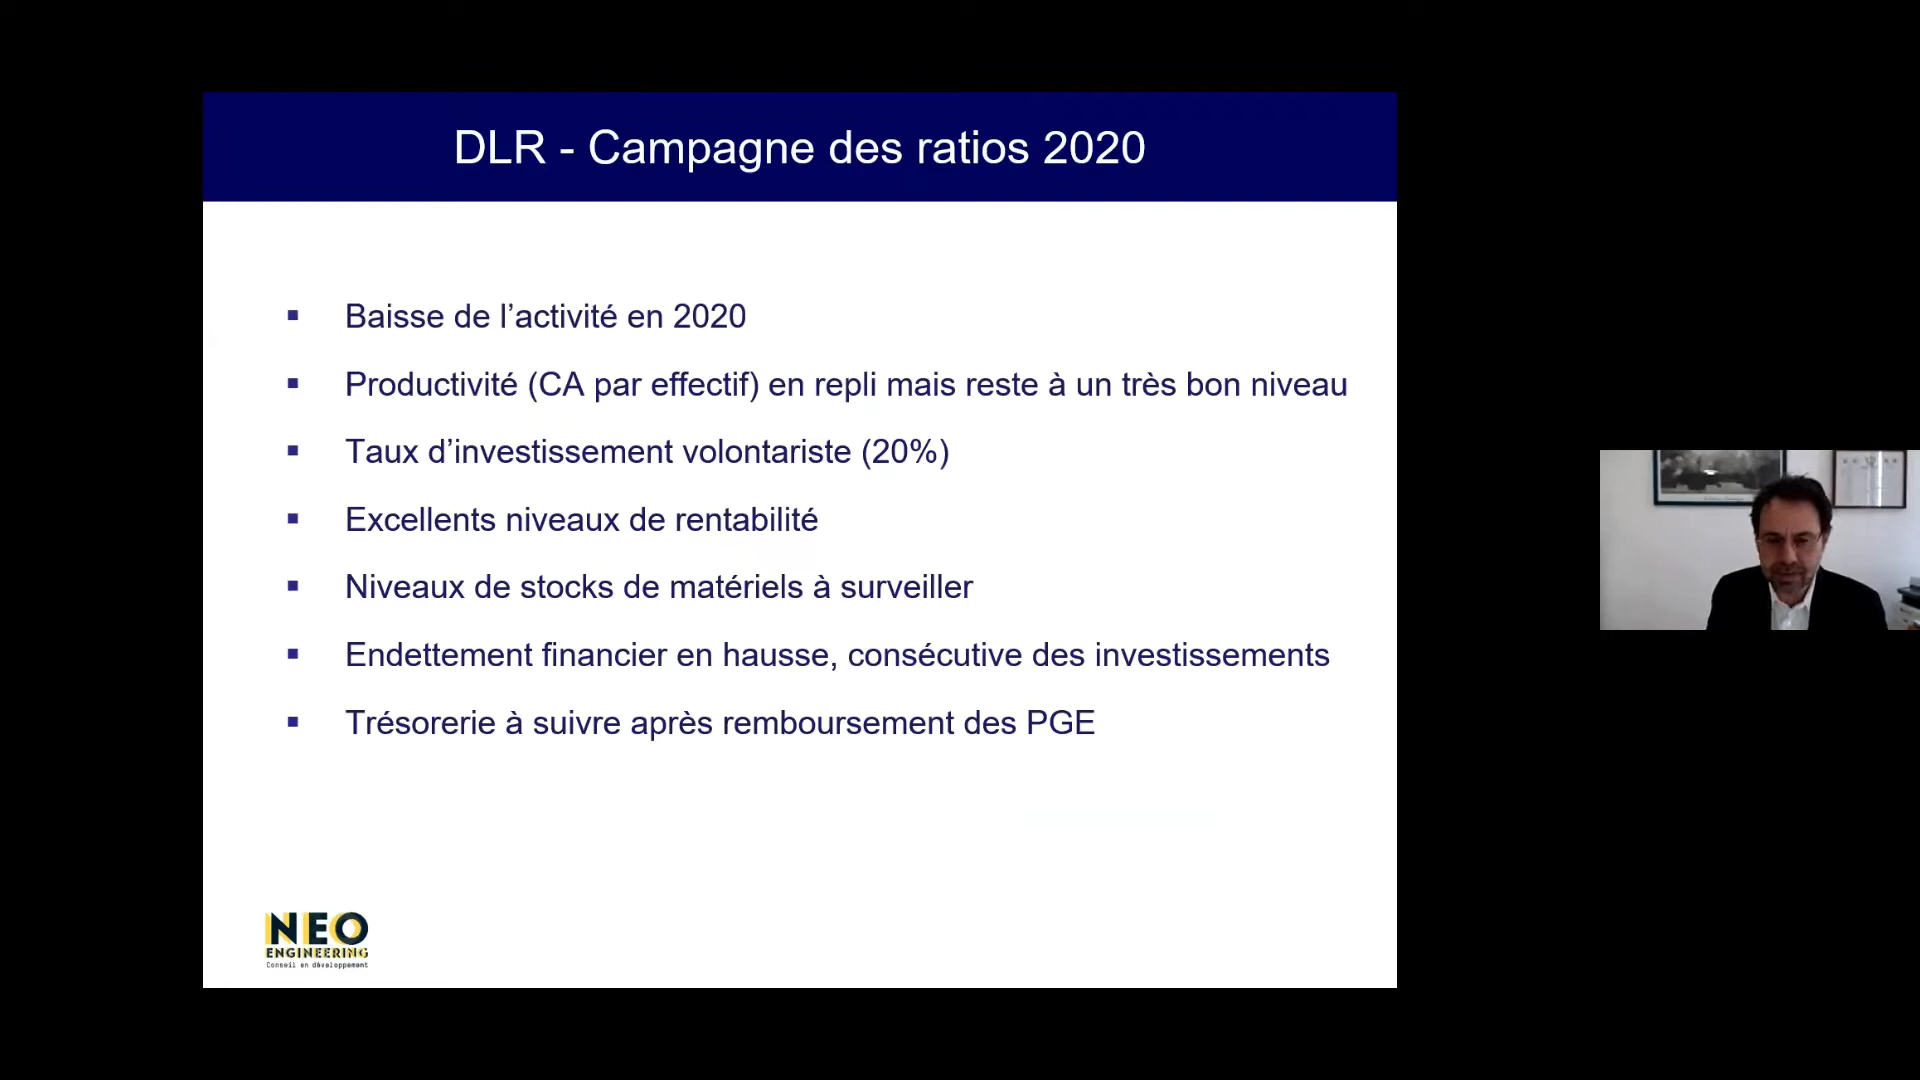 DLR - Campagne des ratios 2020
▪ Baisse de l’activité en 2020
▪ Productivité (CA par effectif) en repli mais reste à un très bon niveau
▪ Taux d’investissement volontariste (20%)
▪ Excellents niveaux de rentabilité
▪ Niveaux de stocks de matériels à surveiller
▪ Endettement financier en hausse, consécutive des investissements
▪ Trésorerie à suivre après remboursement des PGE
NEO
ENGINEERING
Conseil en développement